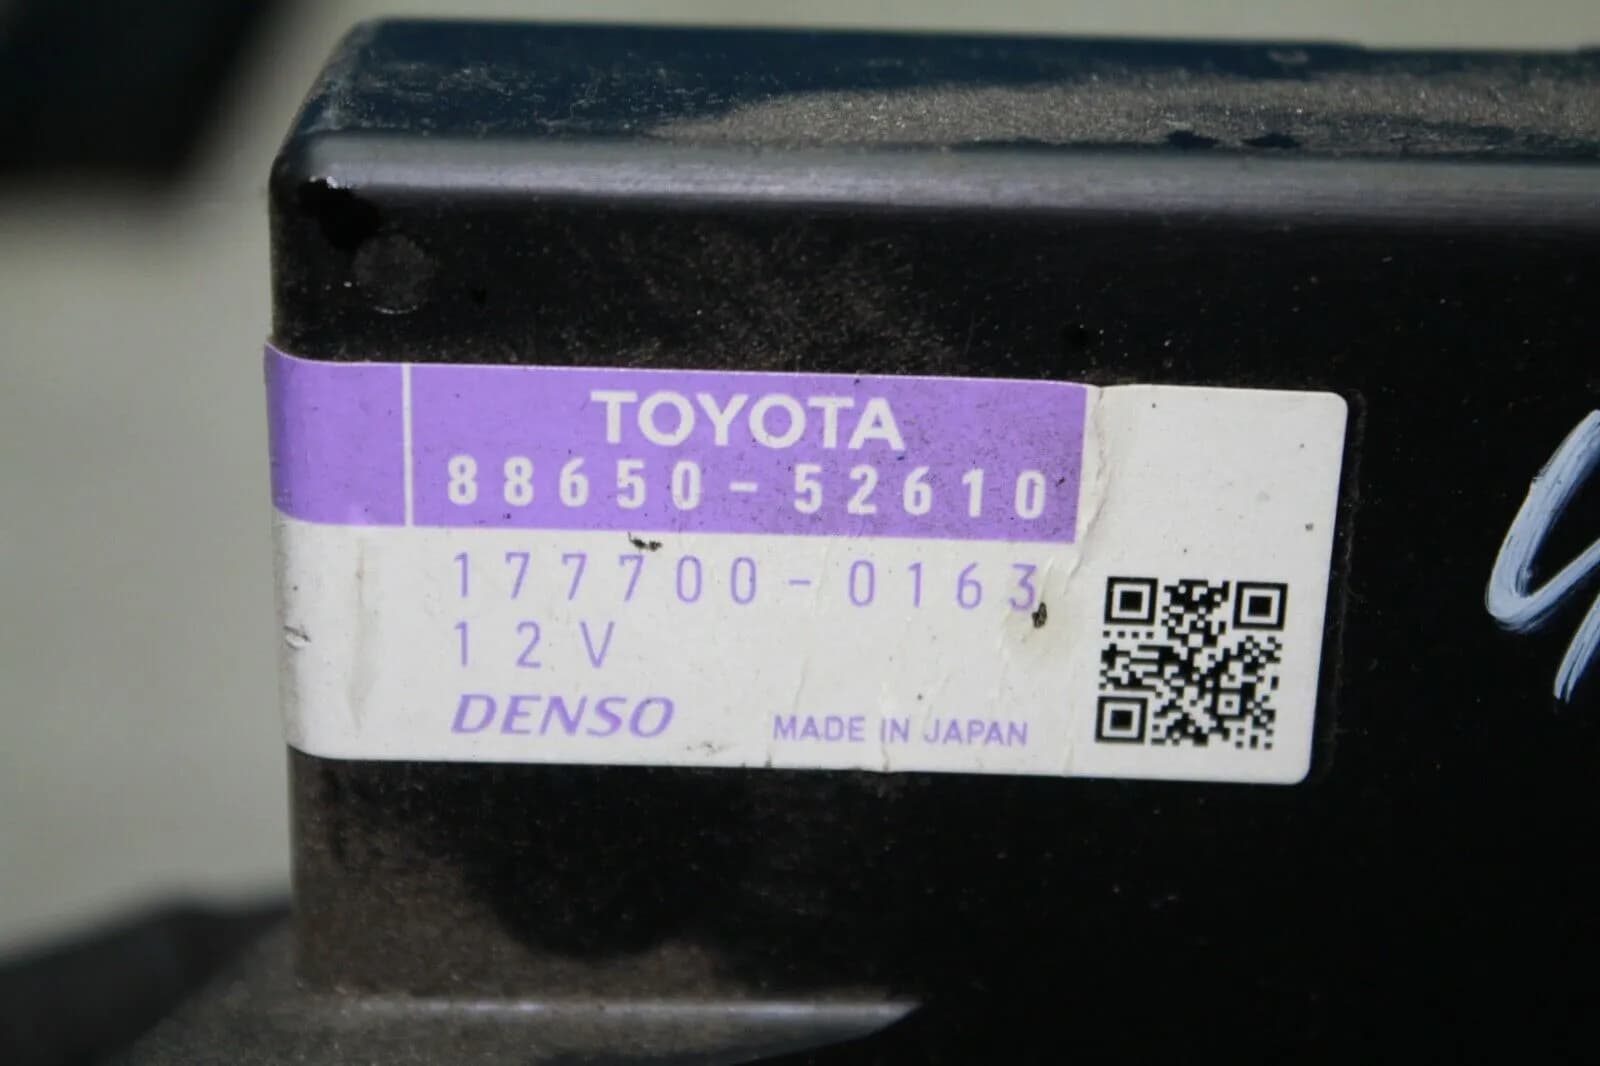 TOYOTA
88650-52610
177700-0163
12V
DENSO
MADE IN JAPAN